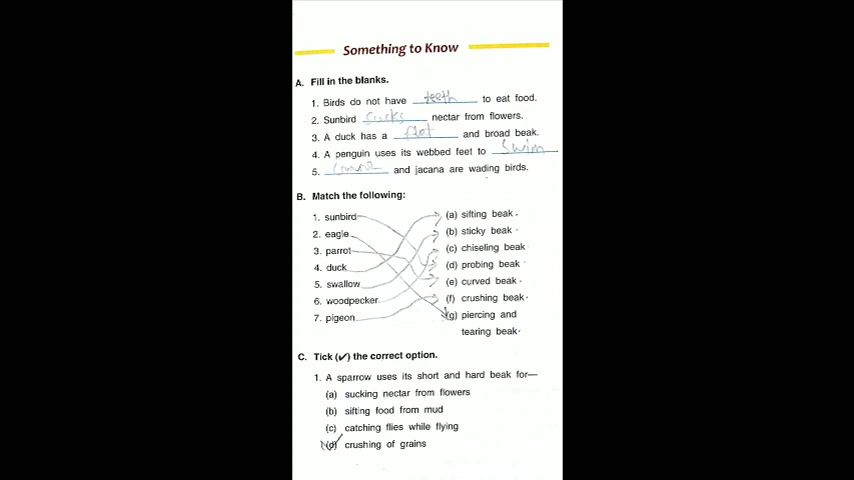 Something to Know
A. Fill in the blanks.
1. Birds do not have teeth to eat food.
2. Sunbird sucks nectar from flowers.
3. A duck has a flat and broad beak.
4. A penguin uses its webbed feet to swim
5. and jacana are wading birds.
B. Match the following:
1. sunbird (a) sifting beak
2. eagle (b) sticky beak
3. parrot (c) chiseling beak
4. duck (d) probing beak
5. swallow (e) curved beak
6. woodpecker (f) crushing beak
7. pigeon (g) piercing and
tearing beak
C. Tick (✓) the correct option.
1. A sparrow uses its short and hard beak for—
(a) sucking nectar from flowers
(b) sifting food from mud
(c) catching flies while flying
(d) crushing of grains